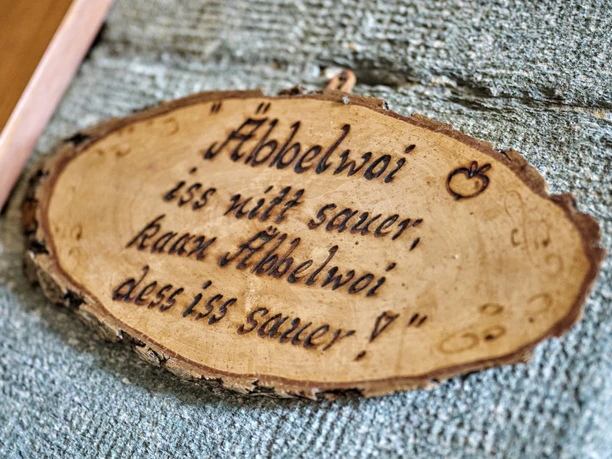 "Äbbelwoi
iss nitt sauer,
kaan Äbbelwoi
dess iss sauer!"